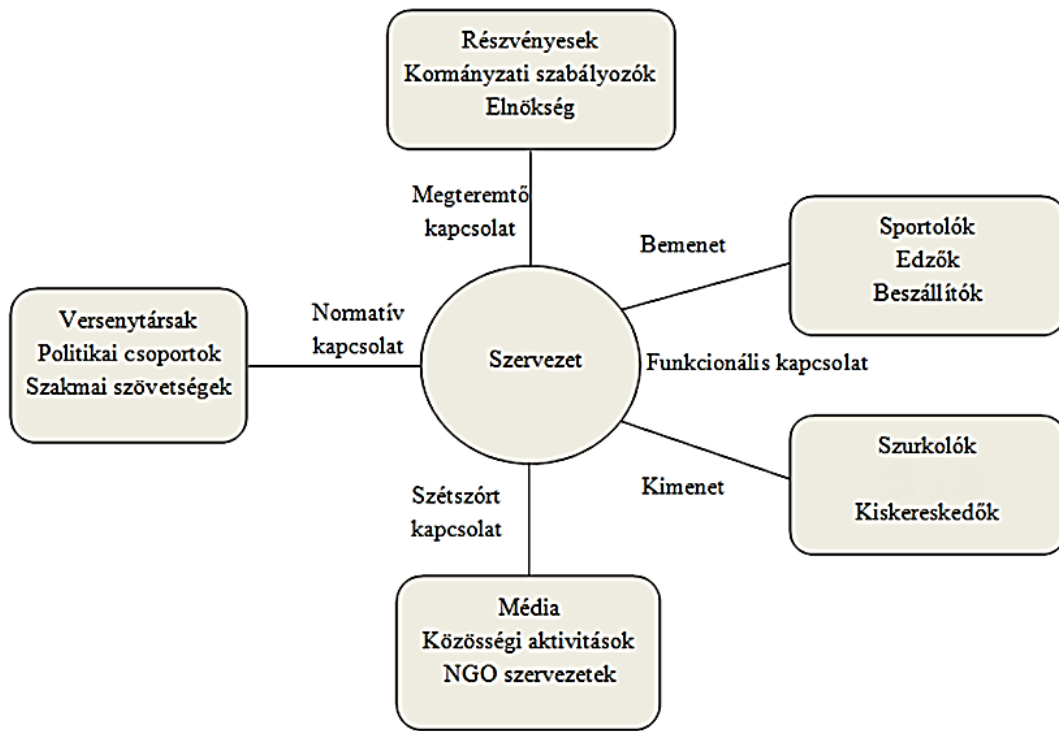 Részvényesek
Kormányzati szabályozók
Elnökség
Megteremtő
kapcsolat
Bemenet
Sportolók
Edzők
Beszállítók
Versenytársak
Politikai csoportok
Szakmai szövetségek
Normatív
kapcsolat
Szervezet
Funkcionális kapcsolat
Kimenet
Szurkolók
Kiskereskedők
Szétszórt
kapcsolat
Média
Közösségi aktivitások
NGO szervezetek